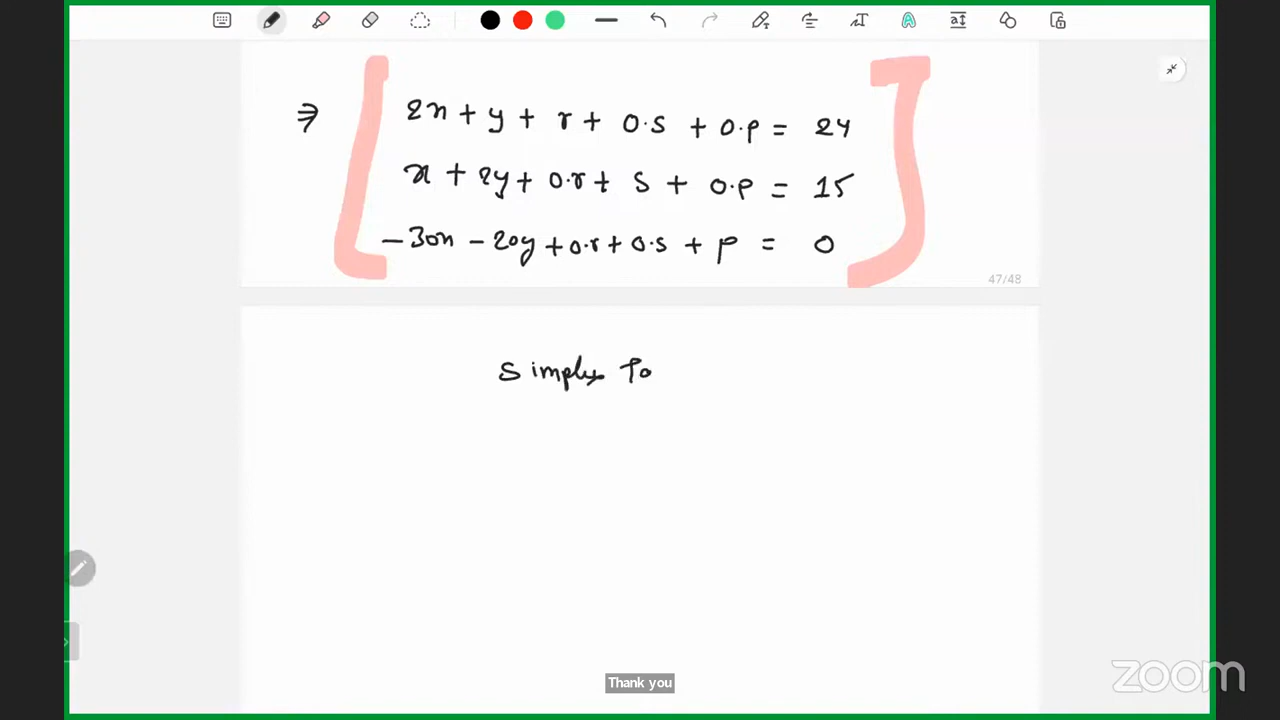 ⇒ 2x + y + r + 0·s + 0·p = 24
x + 2y + 0·r + s + 0·p = 15
-30x - 20y + 0·r + 0·s + p = 0
47/48
Simplex To
Thank you
zoom